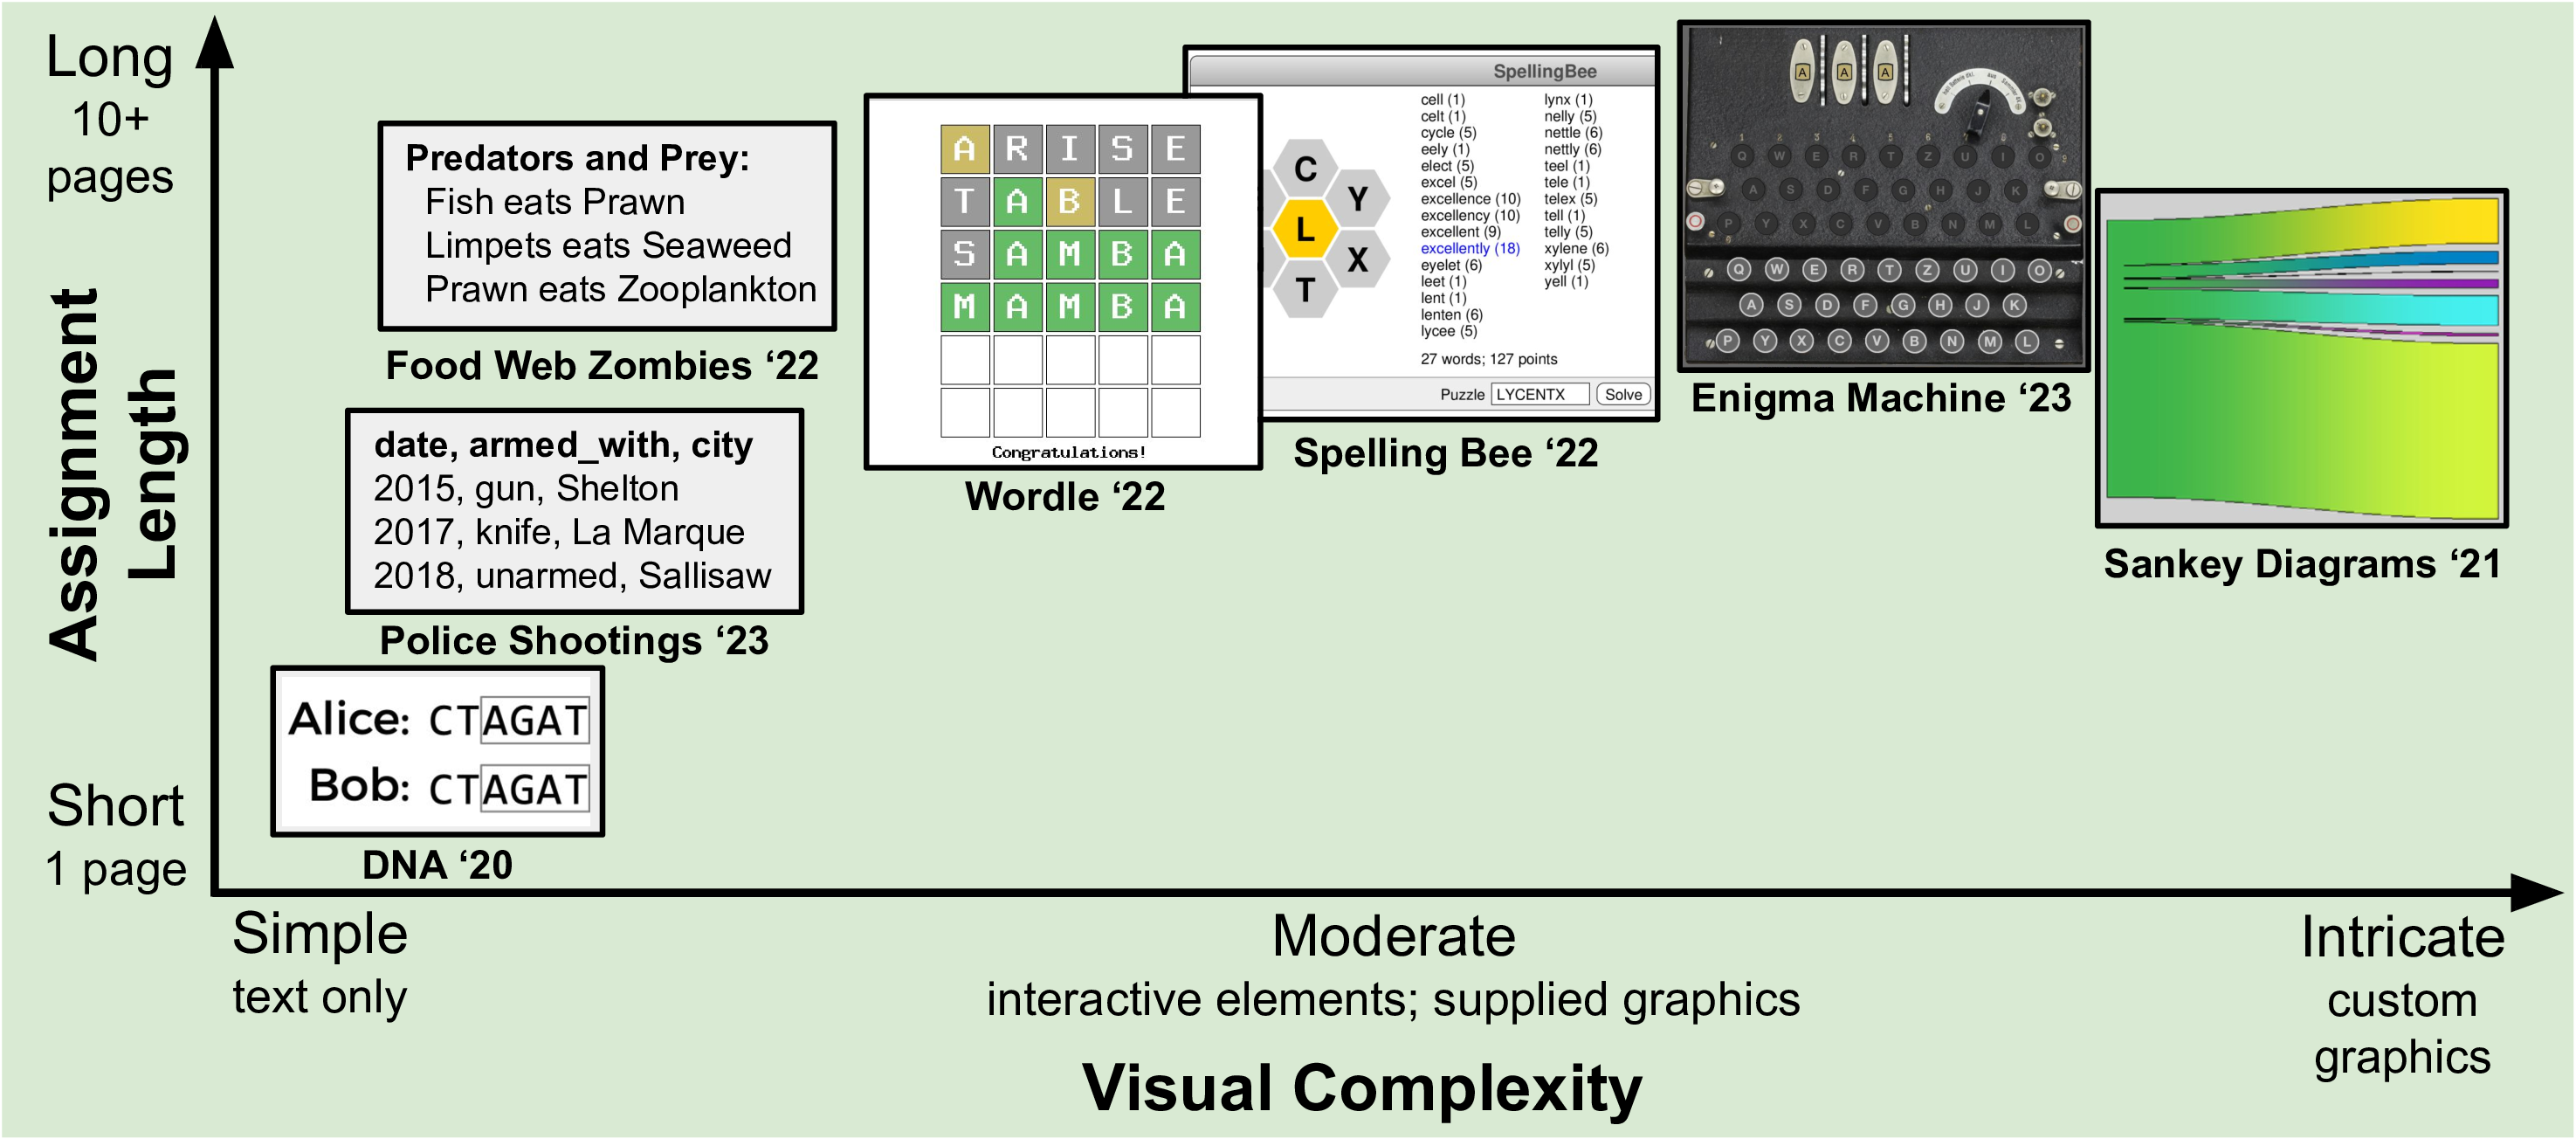 Long
10+
pages
Assignment
Length
Short
1 page
Predators and Prey:
Fish eats Prawn
Limpets eats Seaweed
Prawn eats Zooplankton
Food Web Zombies ‘22
date, armed_with, city
2015, gun, Shelton
2017, knife, La Marque
2018, unarmed, Sallisaw
Police Shootings ‘23
Alice: CTAGAT
Bob: CTAGAT
DNA ‘20
A R I S E
T A B L E
S A M B A
M A M B A
Congratulations!
Wordle ‘22
SpellingBee
C
Y
L
X
T
cell (1)
celt (1)
cycle (5)
eely (1)
elect (5)
excel (5)
excellence (10)
excellency (10)
excellent (9)
excellently (18)
eyelet (6)
leet (1)
lent (1)
lenten (6)
lycee (5)
lynx (1)
nelly (5)
nettle (6)
nettly (6)
teel (1)
tele (1)
telex (5)
tell (1)
telly (5)
xylene (6)
xylyl (5)
yell (1)
27 words; 127 points
Puzzle LYCENTX Solve
Spelling Bee ‘22
A A A
Q W E R T Z U I O
A S D F G H J K
P Y X C V B N M L
Q W E R T Z U I O
A S D F G H J K
P Y X C V B N M L
Enigma Machine ‘23
Sankey Diagrams ‘21
Simple
text only
Moderate
interactive elements; supplied graphics
Intricate
custom
graphics
Visual Complexity